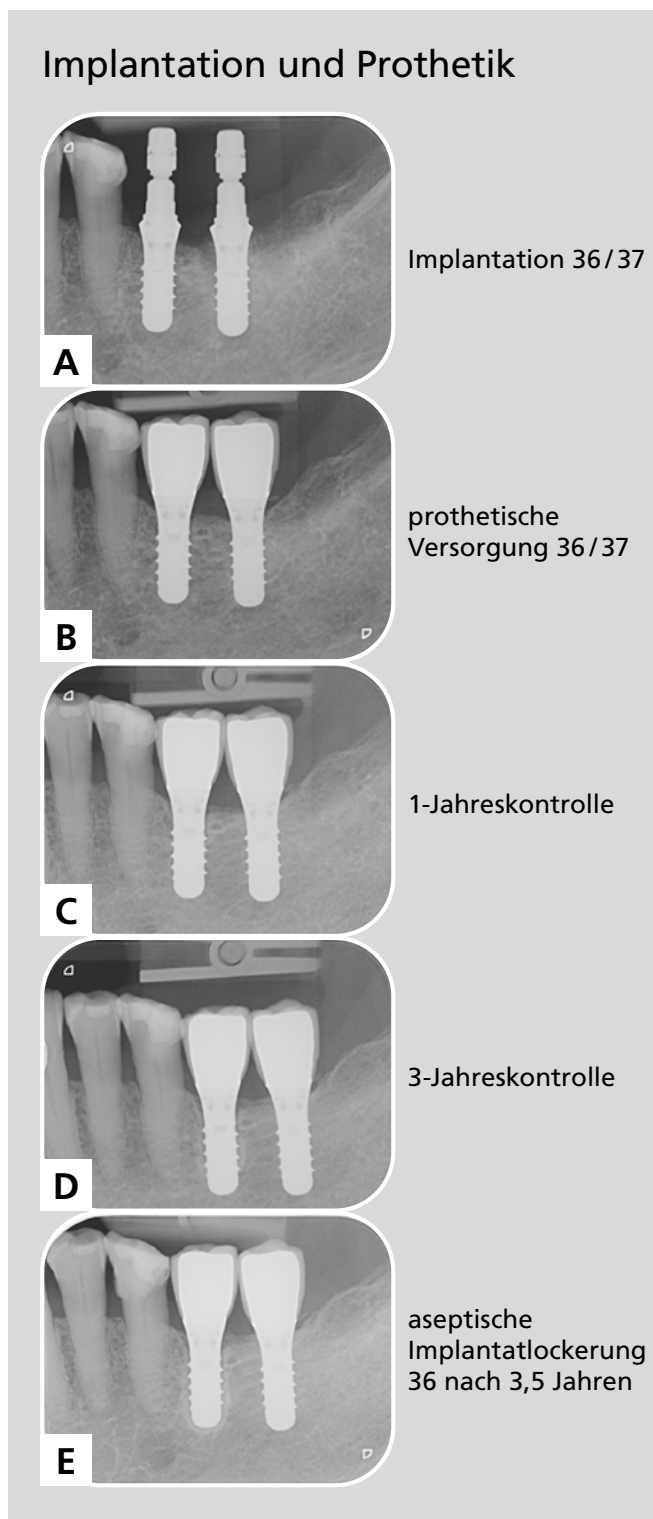 Implantation und Prothetik
A
Implantation 36/37
B
prothetische
Versorgung 36/37
C
1-Jahreskontrolle
D
3-Jahreskontrolle
E
aseptische
Implantatlockerung
36 nach 3,5 Jahren